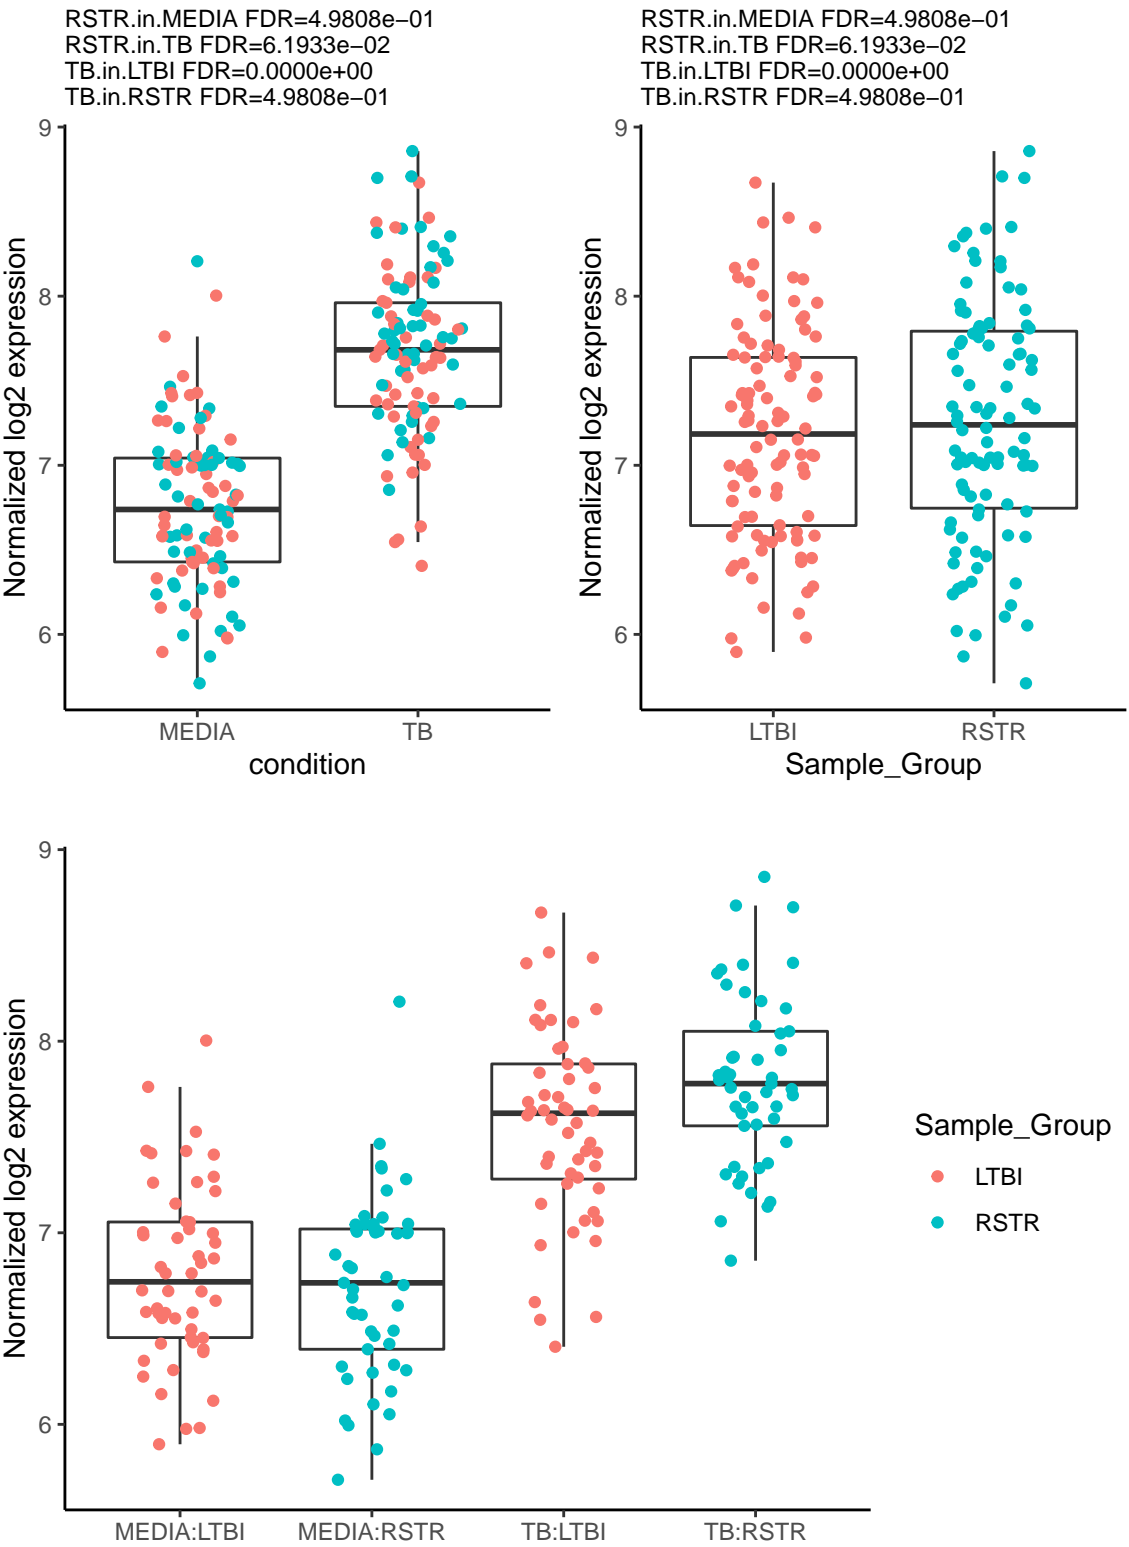 RSTR.in.MEDIA FDR=4.9808e−01
RSTR.in.TB FDR=6.1933e−02
TB.in.LTBI FDR=0.0000e+00
TB.in.RSTR FDR=4.9808e−01
Normalized log2 expression
9
8
7
6
MEDIA TB
condition
RSTR.in.MEDIA FDR=4.9808e−01
RSTR.in.TB FDR=6.1933e−02
TB.in.LTBI FDR=0.0000e+00
TB.in.RSTR FDR=4.9808e−01
Normalized log2 expression
9
8
7
6
LTBI RSTR
Sample_Group
Normalized log2 expression
9
8
7
6
MEDIA:LTBI MEDIA:RSTR TB:LTBI TB:RSTR
Sample_Group
LTBI
RSTR